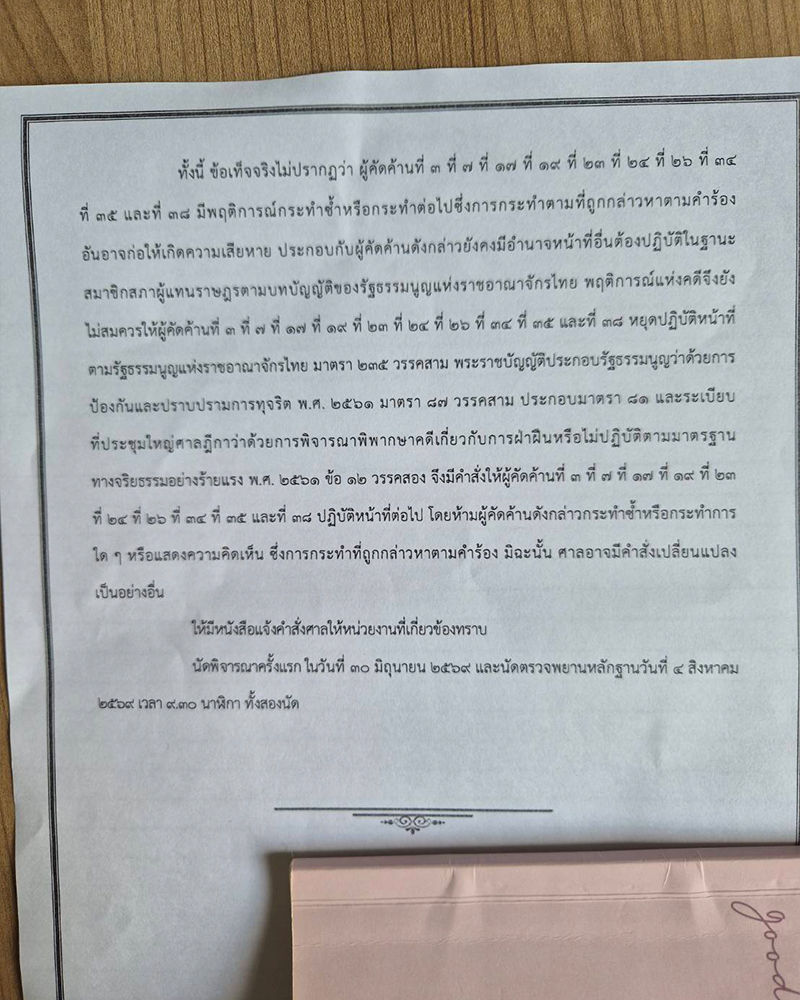 ทั้งนี้ ข้อเท็จจริงไม่ปรากฏว่า ผู้คัดค้านที่ ๓ ที่ ๗ ที่ ๑๗ ที่ ๑๙ ที่ ๒๓ ที่ ๒๔ ที่ ๒๖ ที่ ๓๔
ที่ ๓๕ และที่ ๓๘ มีพฤติการณ์กระทำซ้ำหรือกระทำต่อไปซึ่งการกระทำตามที่ถูกกล่าวหาตามคำร้อง
อันอาจก่อให้เกิดความเสียหาย ประกอบกับผู้คัดค้านดังกล่าวยังคงมีอำนาจหน้าที่อื่นต้องปฏิบัติในฐานะ
สมาชิกสภาผู้แทนราษฎรตามบทบัญญัติของรัฐธรรมนูญแห่งราชอาณาจักรไทย พฤติการณ์แห่งคดีจึงยัง
ไม่สมควรให้ผู้คัดค้านที่ ๓ ที่ ๗ ที่ ๑๗ ที่ ๑๙ ที่ ๒๓ ที่ ๒๔ ที่ ๒๖ ที่ ๓๔ ที่ ๓๕ และที่ ๓๘ หยุดปฏิบัติหน้าที่
ตามรัฐธรรมนูญแห่งราชอาณาจักรไทย มาตรา ๒๓๕ วรรคสาม พระราชบัญญัติประกอบรัฐธรรมนูญว่าด้วยการ
ป้องกันและปราบปรามการทุจริต พ.ศ. ๒๕๖๑ มาตรา ๘๗ วรรคสาม ประกอบมาตรา ๘๑ และระเบียบ
ที่ประชุมใหญ่ศาลฎีกาว่าด้วยการพิจารณาพิพากษาคดีเกี่ยวกับการฝ่าฝืนหรือไม่ปฏิบัติตามมาตรฐาน
ทางจริยธรรมอย่างร้ายแรง พ.ศ. ๒๕๖๑ ข้อ ๑๒ วรรคสอง จึงมีคำสั่งให้ผู้คัดค้านที่ ๓ ที่ ๗ ที่ ๑๗ ที่ ๑๙ ที่ ๒๓
ที่ ๒๔ ที่ ๒๖ ที่ ๓๔ ที่ ๓๕ และที่ ๓๘ ปฏิบัติหน้าที่ต่อไป โดยห้ามผู้คัดค้านดังกล่าวกระทำซ้ำหรือกระทำการ
ใด ๆ หรือแสดงความคิดเห็น ซึ่งการกระทำที่ถูกกล่าวหาตามคำร้อง มิฉะนั้น ศาลอาจมีคำสั่งเปลี่ยนแปลง
เป็นอย่างอื่น
ให้มีหนังสือแจ้งคำสั่งศาลให้หน่วยงานที่เกี่ยวข้องทราบ
นัดพิจารณาครั้งแรก ในวันที่ ๓๐ มิถุนายน ๒๕๖๙ และนัดตรวจพยานหลักฐานวันที่ ๔ สิงหาคม
๒๕๖๙ เวลา ๙.๓๐ นาฬิกา ทั้งสองนัด
good